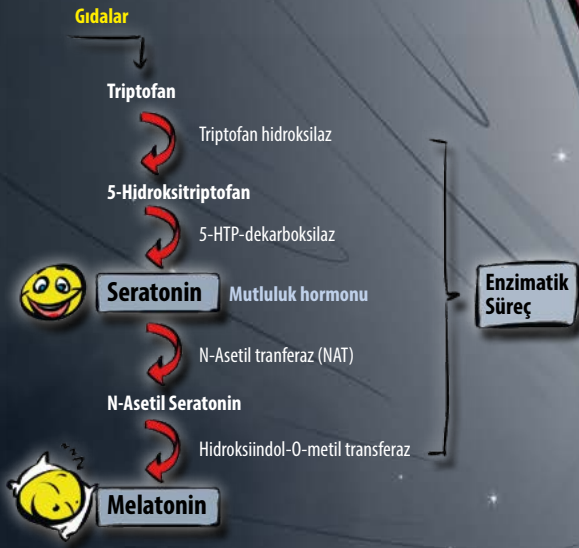 Gıdalar
Triptofan
Triptofan hidroksilaz
5-Hidroksitriptofan
5-HTP-dekarboksilaz
Seratonin
Mutluluk hormonu
N-Asetil tranferaz (NAT)
N-Asetil Seratonin
Hidroksiindol-O-metil transferaz
Melatonin
Enzimatik
Süreç